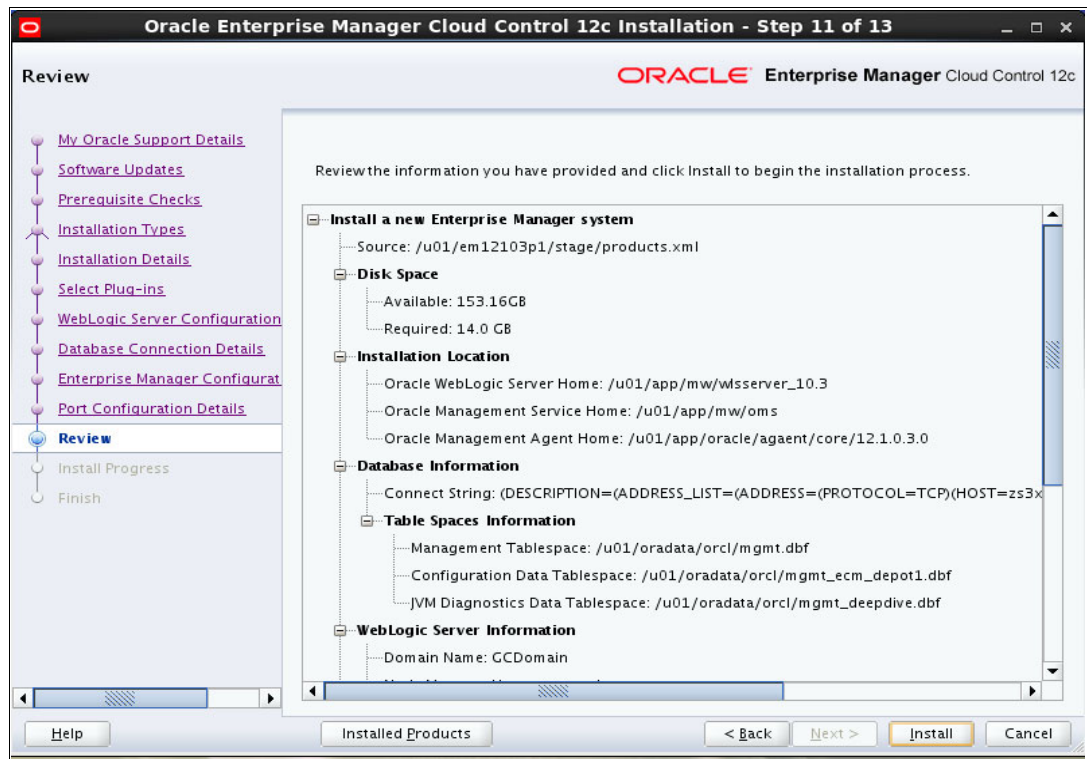 Oracle Enterprise Manager Cloud Control 12c Installation - Step 11 of 13
Review
ORACLE Enterprise Manager Cloud Control 12c
My Oracle Support Details
Software Updates
Prerequisite Checks
Installation Types
Installation Details
Select Plug-ins
WebLogic Server Configuration
Database Connection Details
Enterprise Manager Configurat
Port Configuration Details
Review
Install Progress
Finish
Review the information you have provided and click Install to begin the installation process.
Install a new Enterprise Manager system
Source: /u01/em12103p1/stage/products.xml
Disk Space
Available: 153.16GB
Required: 14.0 GB
Installation Location
Oracle WebLogic Server Home: /u01/app/mw/wlsserver_10.3
Oracle Management Service Home: /u01/app/mw/oms
Oracle Management Agent Home: /u01/app/oracle/agaent/core/12.1.0.3.0
Database Information
Connect String: (DESCRIPTION=(ADDRESS_LIST=(ADDRESS=(PROTOCOL=TCP)(HOST=zs3x
Table Spaces Information
Management Tablespace: /u01/oradata/orcl/mgmt.dbf
Configuration Data Tablespace: /u01/oradata/orcl/mgmt_ecm_depot1.dbf
JVM Diagnostics Data Tablespace: /u01/oradata/orcl/mgmt_deepdive.dbf
WebLogic Server Information
Domain Name: GCDomain
Help
Installed Products
< Back
Next >
Install
Cancel